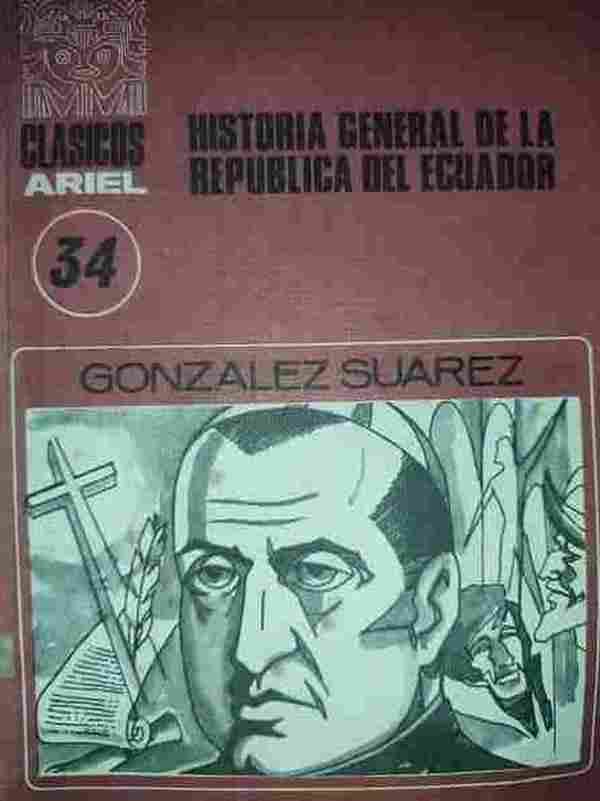 CLASICOS
ARIEL
HISTORIA GENERAL DE LA
REPUBLICA DEL ECUADOR
34
GONZALEZ SUAREZ